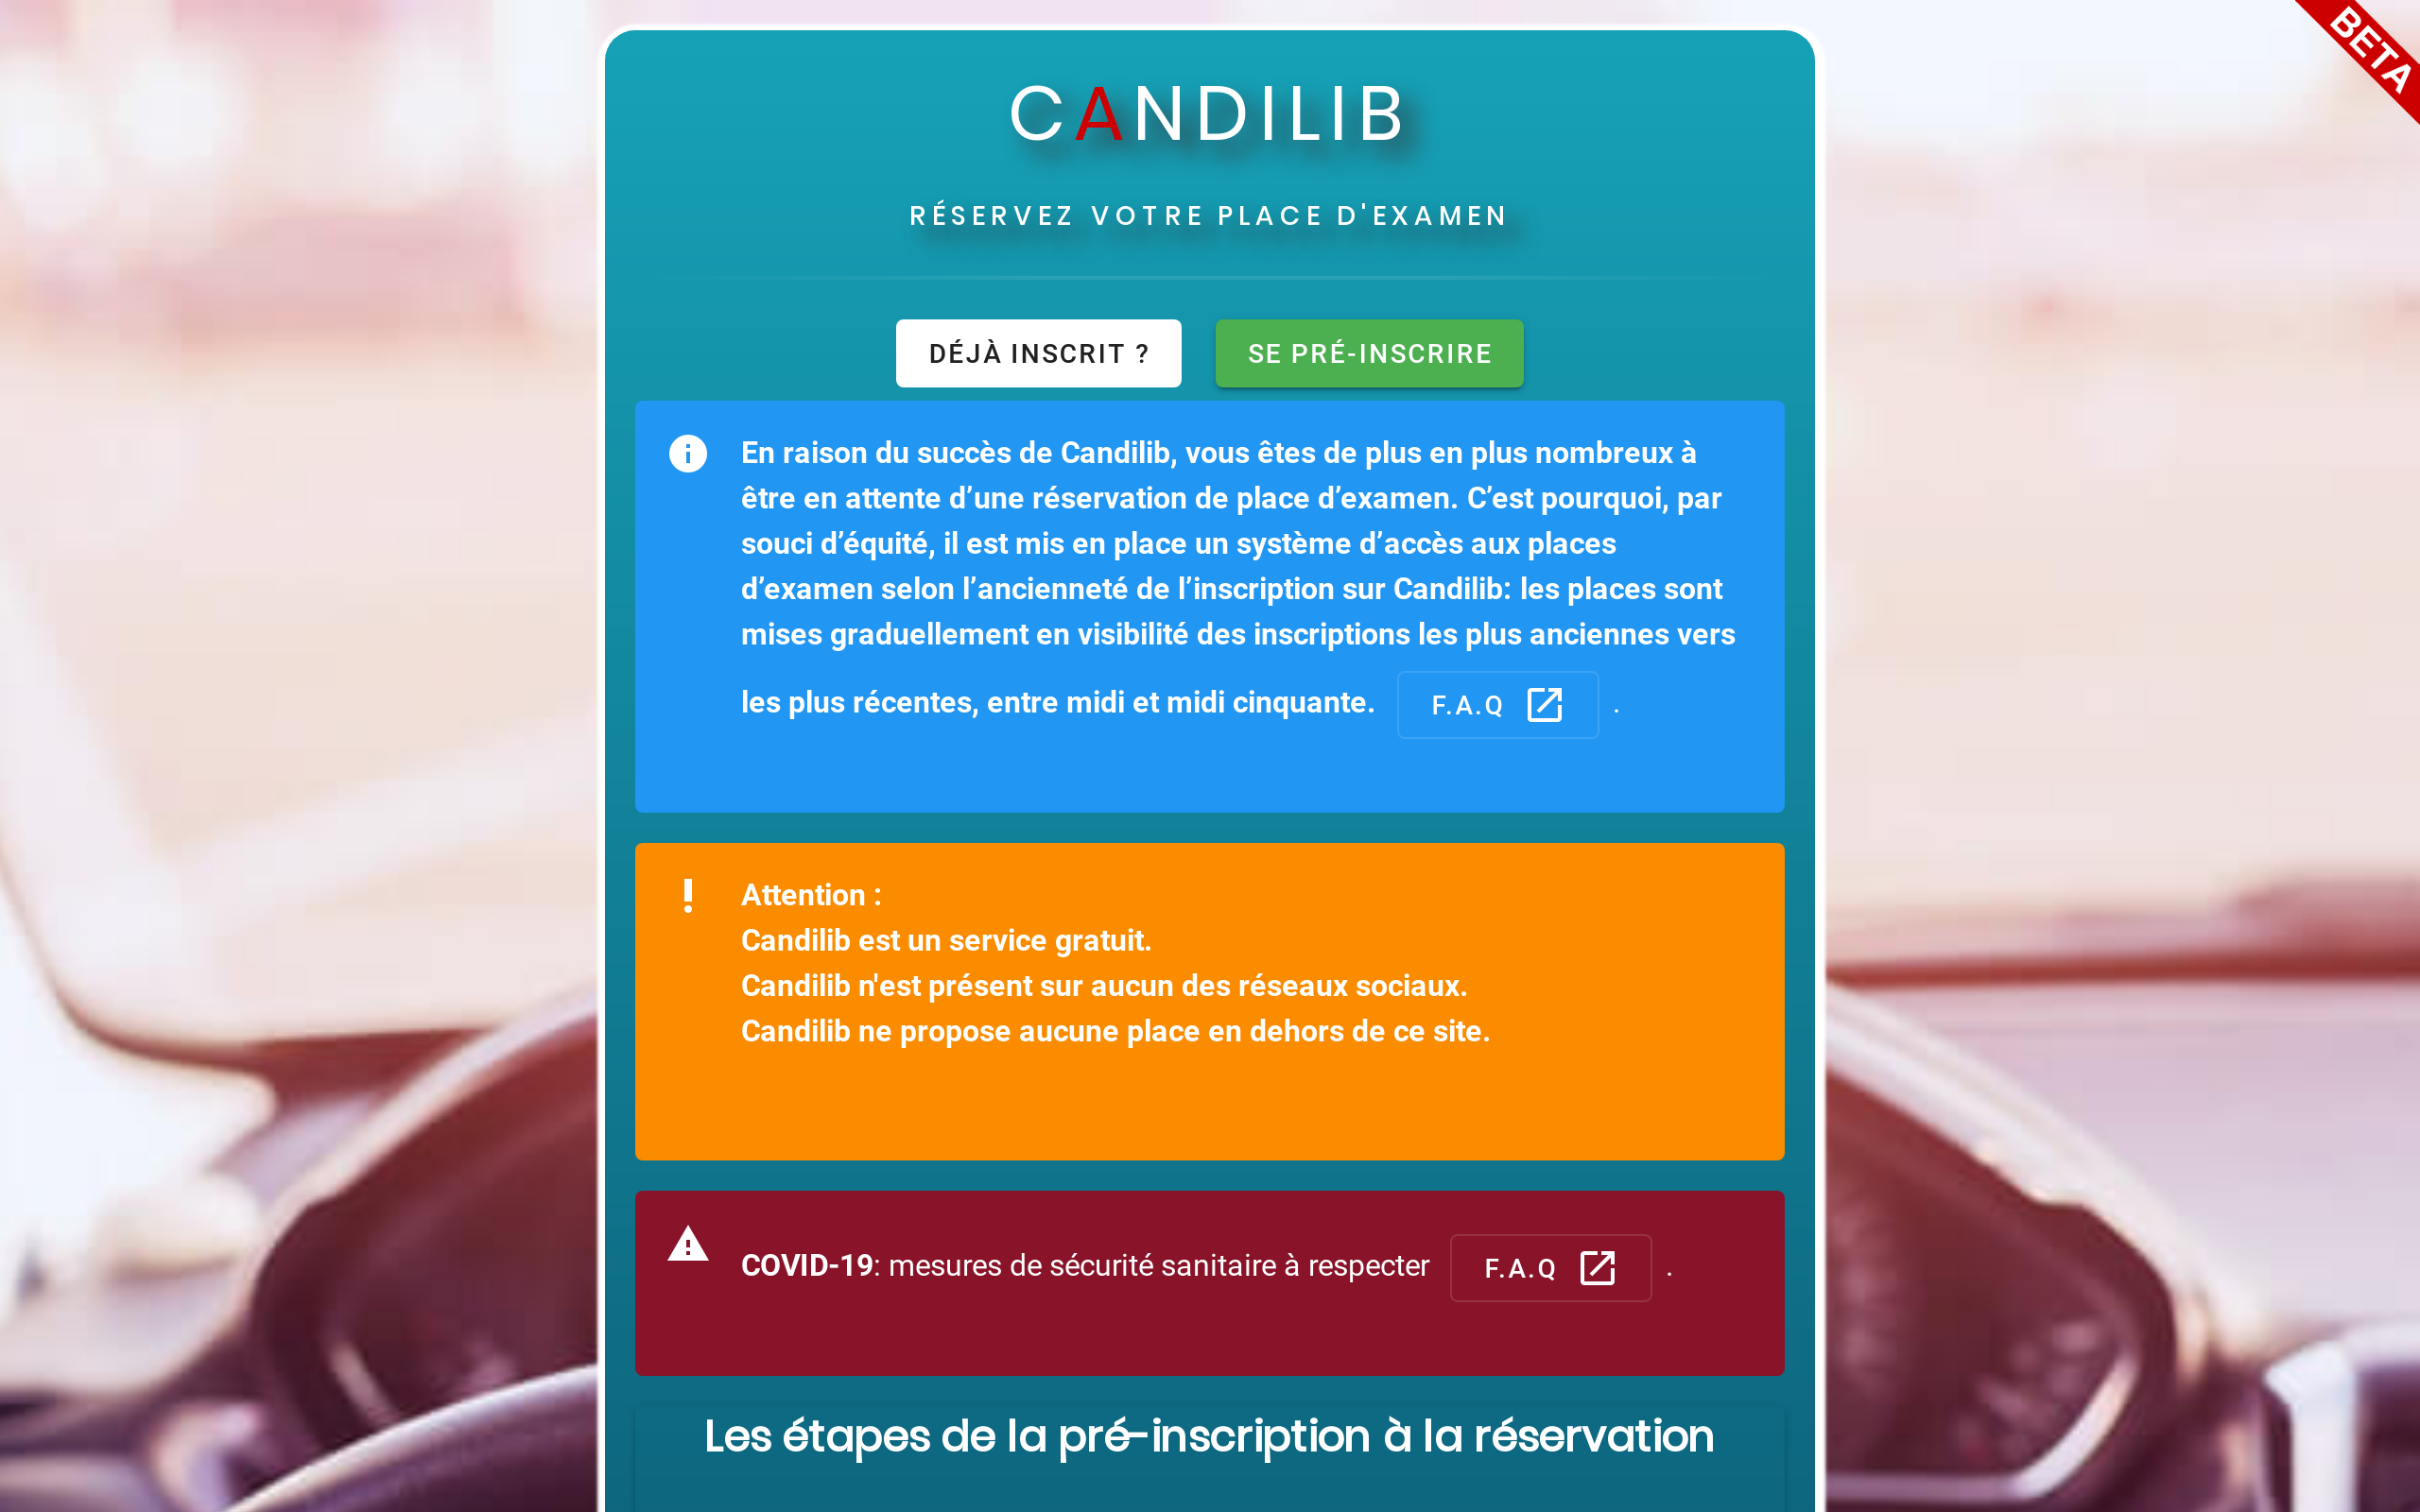 BETA
CANDILIB
RÉSERVEZ VOTRE PLACE D'EXAMEN
DÉJÀ INSCRIT ?
SE PRÉ-INSCRIRE
En raison du succès de Candilib, vous êtes de plus en plus nombreux à
être en attente d’une réservation de place d’examen. C’est pourquoi, par
souci d’équité, il est mis en place un système d’accès aux places
d’examen selon l’ancienneté de l’inscription sur Candilib: les places sont
mises graduellement en visibilité des inscriptions les plus anciennes vers
les plus récentes, entre midi et midi cinquante. F.A.Q .
Attention :
Candilib est un service gratuit.
Candilib n'est présent sur aucun des réseaux sociaux.
Candilib ne propose aucune place en dehors de ce site.
COVID-19: mesures de sécurité sanitaire à respecter F.A.Q .
Les étapes de la pré-inscription à la réservation